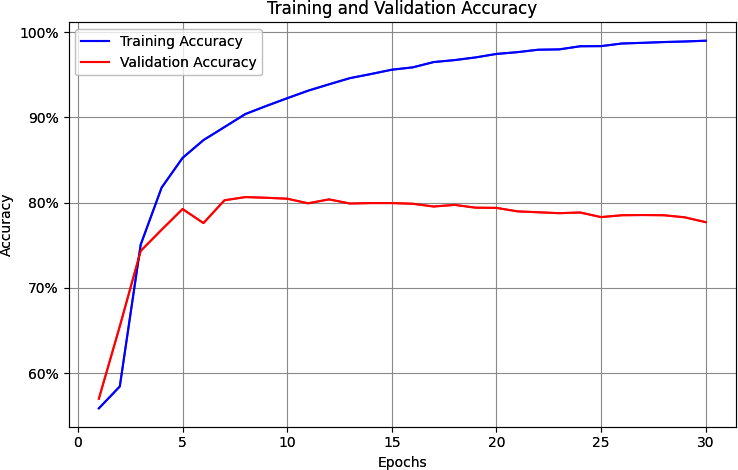 Training and Validation Accuracy
Training Accuracy
Validation Accuracy
100%
90%
80%
70%
60%
Accuracy
0 5 10 15 20 25 30
Epochs